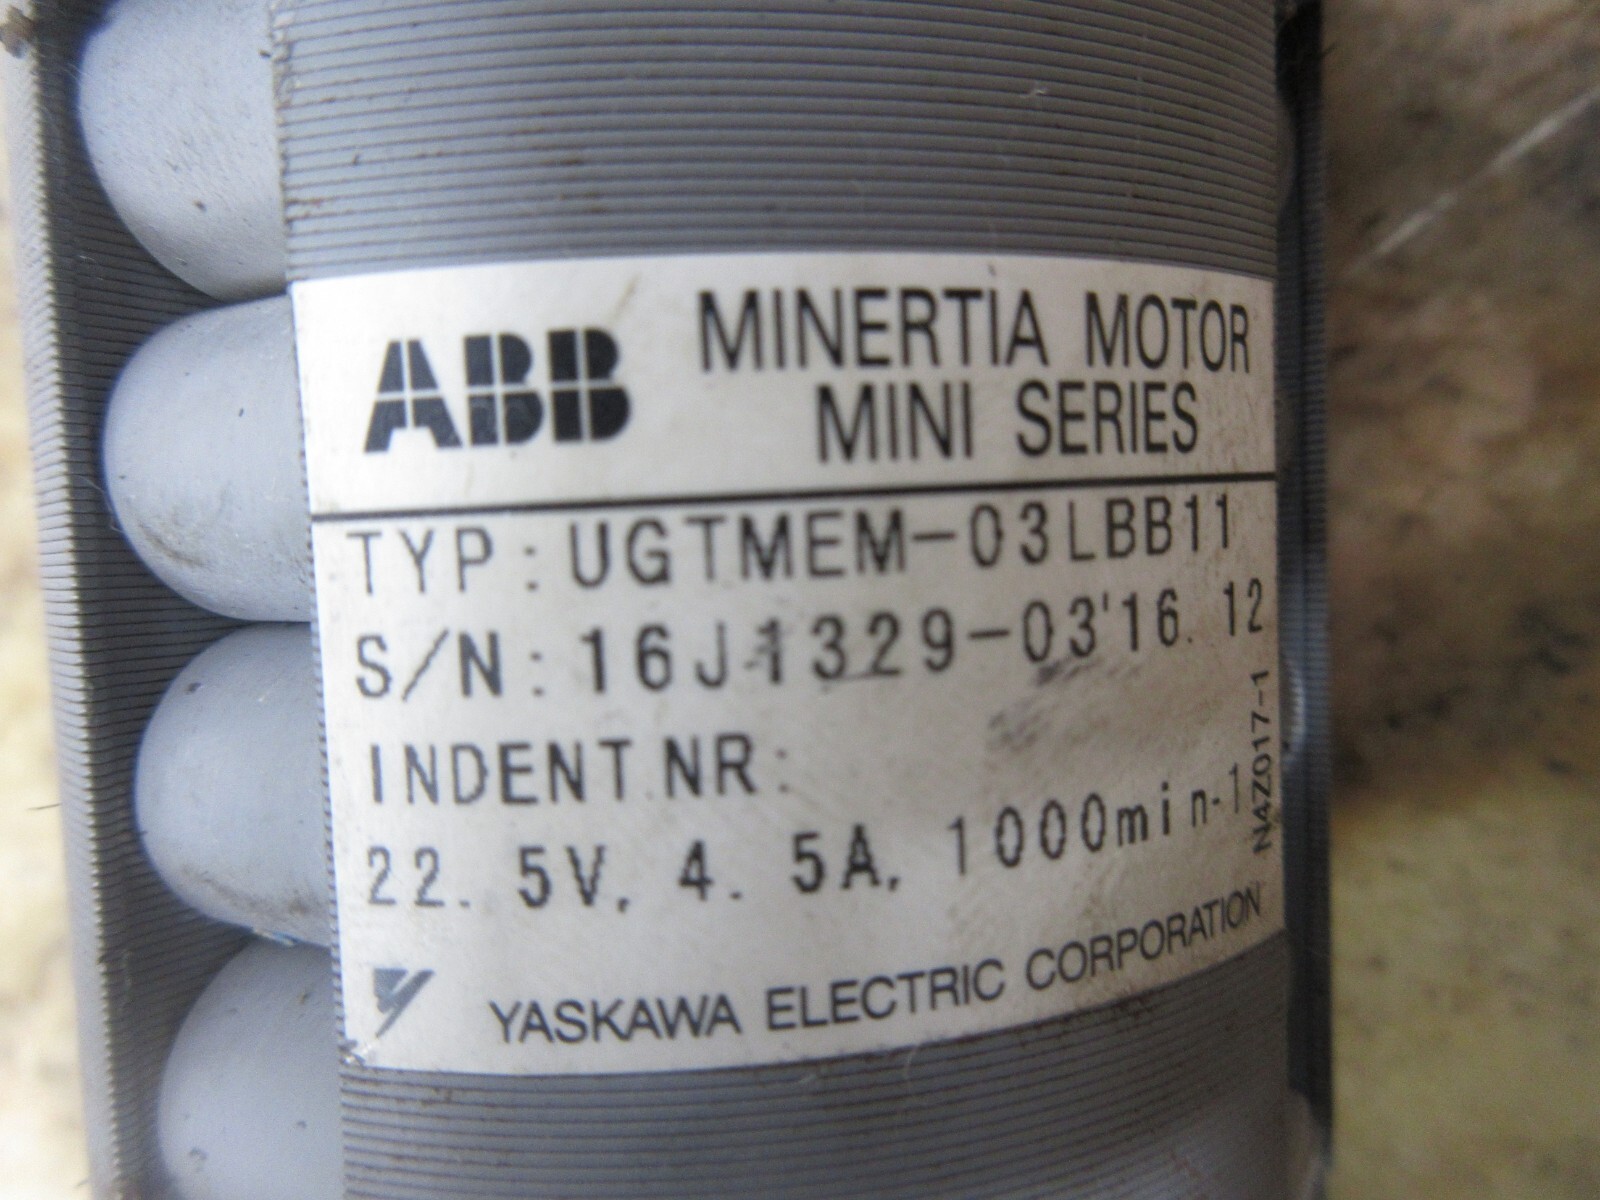 ABB MINERTIA MOTOR
MINI SERIES
TYP: UGTMEM-03LBB11
S/N: 16J1329-03'16. 12
INDENT NR:
22. 5V, 4. 5A, 1000min-1
N4Z017-1
YASKAWA ELECTRIC CORPORATION